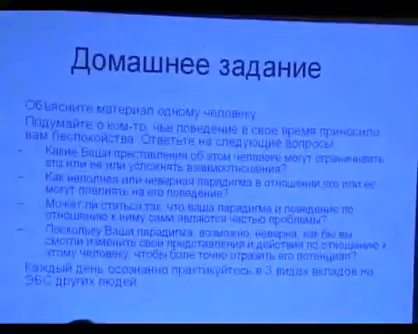 Домашнее задание
Объясните материал одному человеку
Подумайте о ком-то, чье поведение в свое время приносило
вам беспокойства. Ответьте на следующие вопросы
- Какие Ваши преставления об этом человеке могут ограничивать
его или ее или усложнять взаимоотношения?
- Как неполная или неверная парадигма в отношении его или ее
могут повлиять на его поведение?
- Может ли статься так, что ваша парадигма и поведение по
отношению к нему сами являются частью проблемы?
- Поскольку Ваши парадигма, возможно, неверна, как бы вы
смогли изменить свое представления и действия по отношению к
этому человеку, чтобы боле точно отразить его потенциал?
Каждый день осознанно практикуйтесь в 3 видах вкладов на
ЭБС других людей